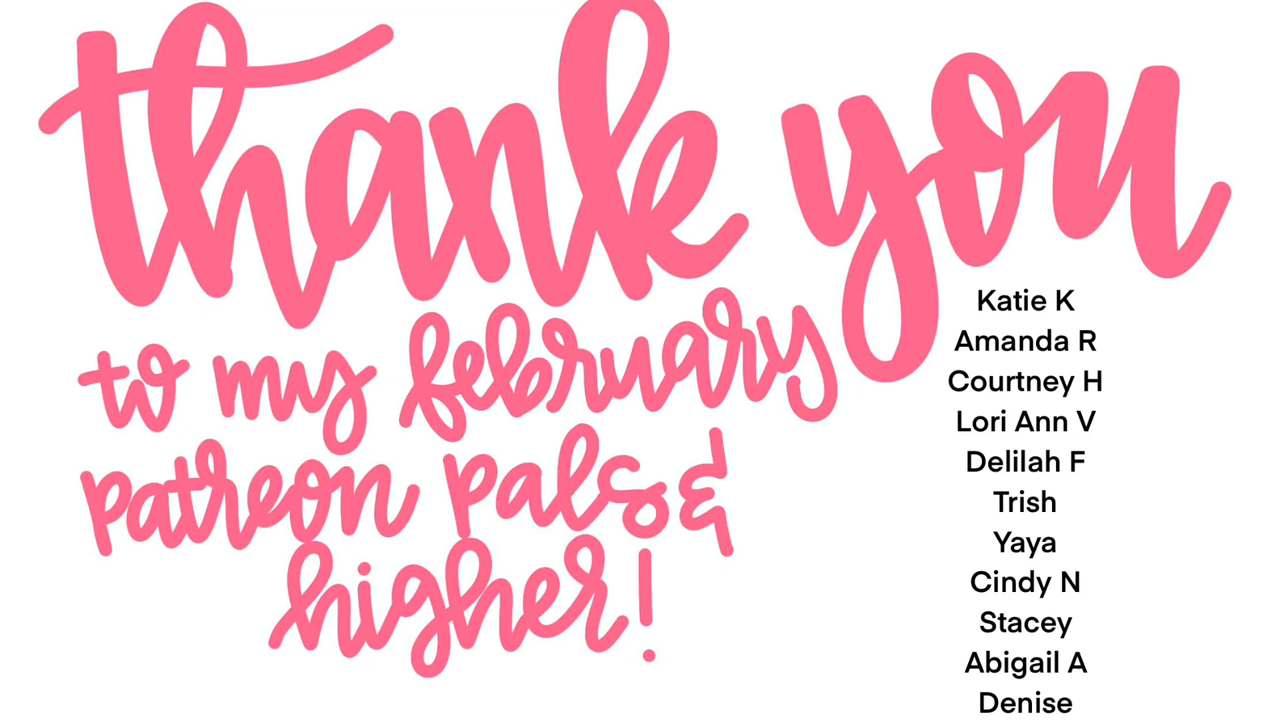 thank you
to my february
patreon pals &
higher!
Katie K
Amanda R
Courtney H
Lori Ann V
Delilah F
Trish
Yaya
Cindy N
Stacey
Abigail A
Denise